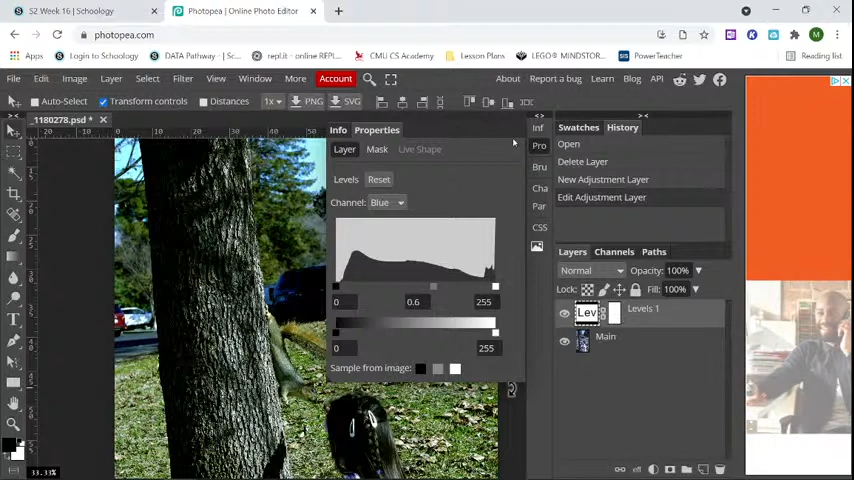 S2 Week 16 | Schoology
Photopea | Online Photo Editor
photopea.com
M
Apps
Login to Schoology
DATA Pathway - Log...
repl.it - online REPL...
CMU CS Academy
Lesson Plans
LEGO® MINDSTOR...
SIS PowerTeacher
Reading list
File Edit Image Layer Select Filter View Window More Account
About Report a bug Learn Blog API
Auto-Select Transform controls Distances 1x PNG SVG
_1180278.psd *
Info Properties
Layer Mask Live Shape
Levels Reset
Channel: Blue
0 0.6 255
0 255
Sample from image:
Inf
Pro
Bru
Cha
Par
CSS
Swatches History
Open
Delete Layer
New Adjustment Layer
Edit Adjustment Layer
Layers Channels Paths
Normal Opacity: 100%
Lock: Fill: 100%
Lev Levels 1
Main
33.33%